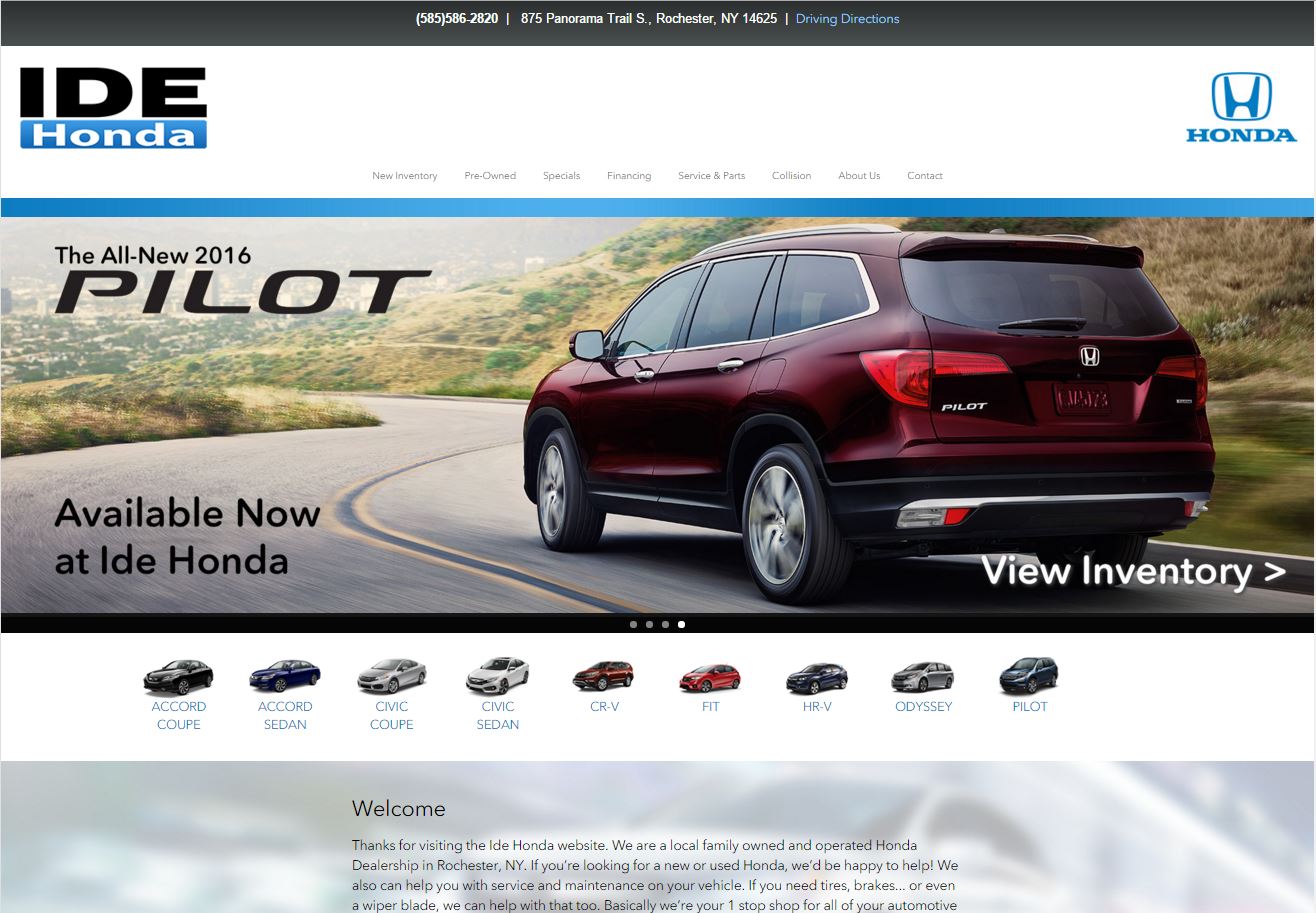 (585)586-2820 | 875 Panorama Trail S., Rochester, NY 14625 | Driving Directions
IDE
Honda
HONDA
New Inventory Pre-Owned Specials Financing Service & Parts Collision About Us Contact
The All-New 2016
PILOT
PILOT
Available Now
at Ide Honda
View Inventory >
ACCORD COUPE
ACCORD SEDAN
CIVIC COUPE
CIVIC SEDAN
CR-V
FIT
HR-V
ODYSSEY
PILOT
Welcome
Thanks for visiting the Ide Honda website. We are a local family owned and operated Honda
Dealership in Rochester, NY. If you're looking for a new or used Honda, we'd be happy to help! We
also can help you with service and maintenance on your vehicle. If you need tires, brakes... or even
a wiper blade, we can help with that too. Basically we're your 1 stop shop for all of your automotive